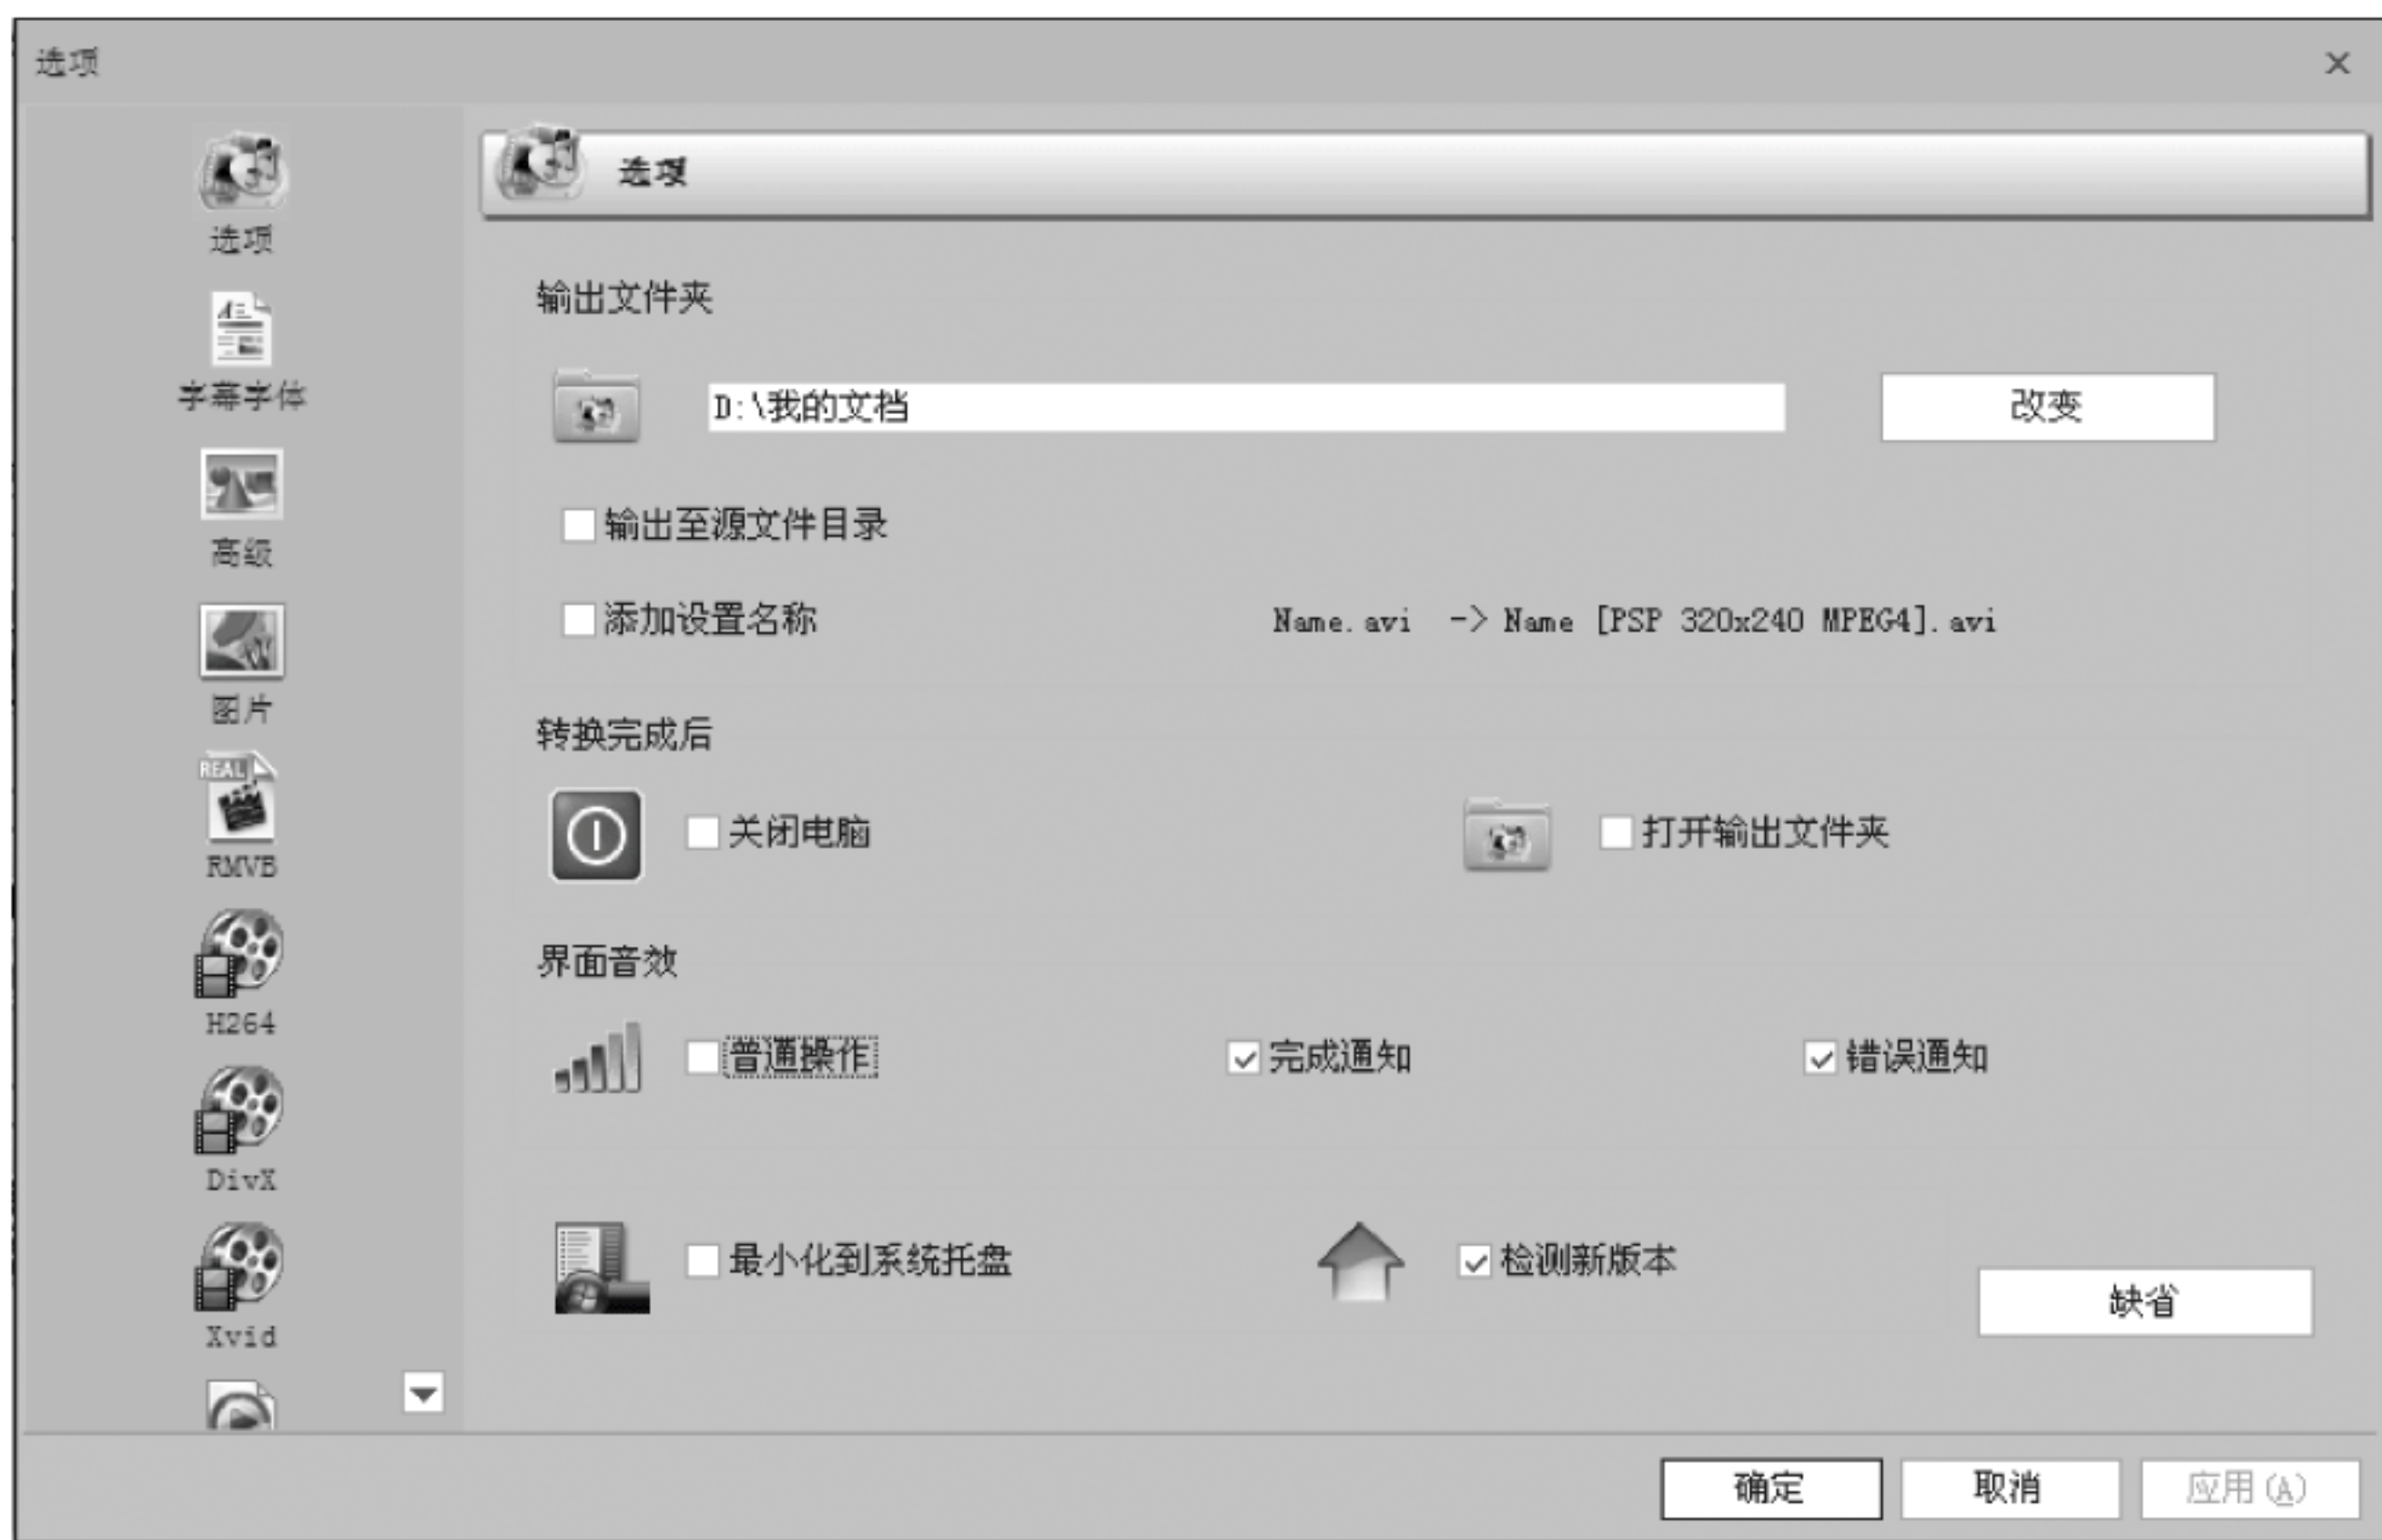 选项
×
选项
字幕字体
高级
图片
REAL
RMVB
H264
DivX
Xvid
选项
输出文件夹
D:\我的文档
改变
输出至源文件目录
添加设置名称
Name.avi -> Name [PSP 320x240 MPEG4].avi
转换完成后
关闭电脑
打开输出文件夹
界面音效
普通操作
完成通知
错误通知
最小化到系统托盘
检测新版本
缺省
确定
取消
应用(A)